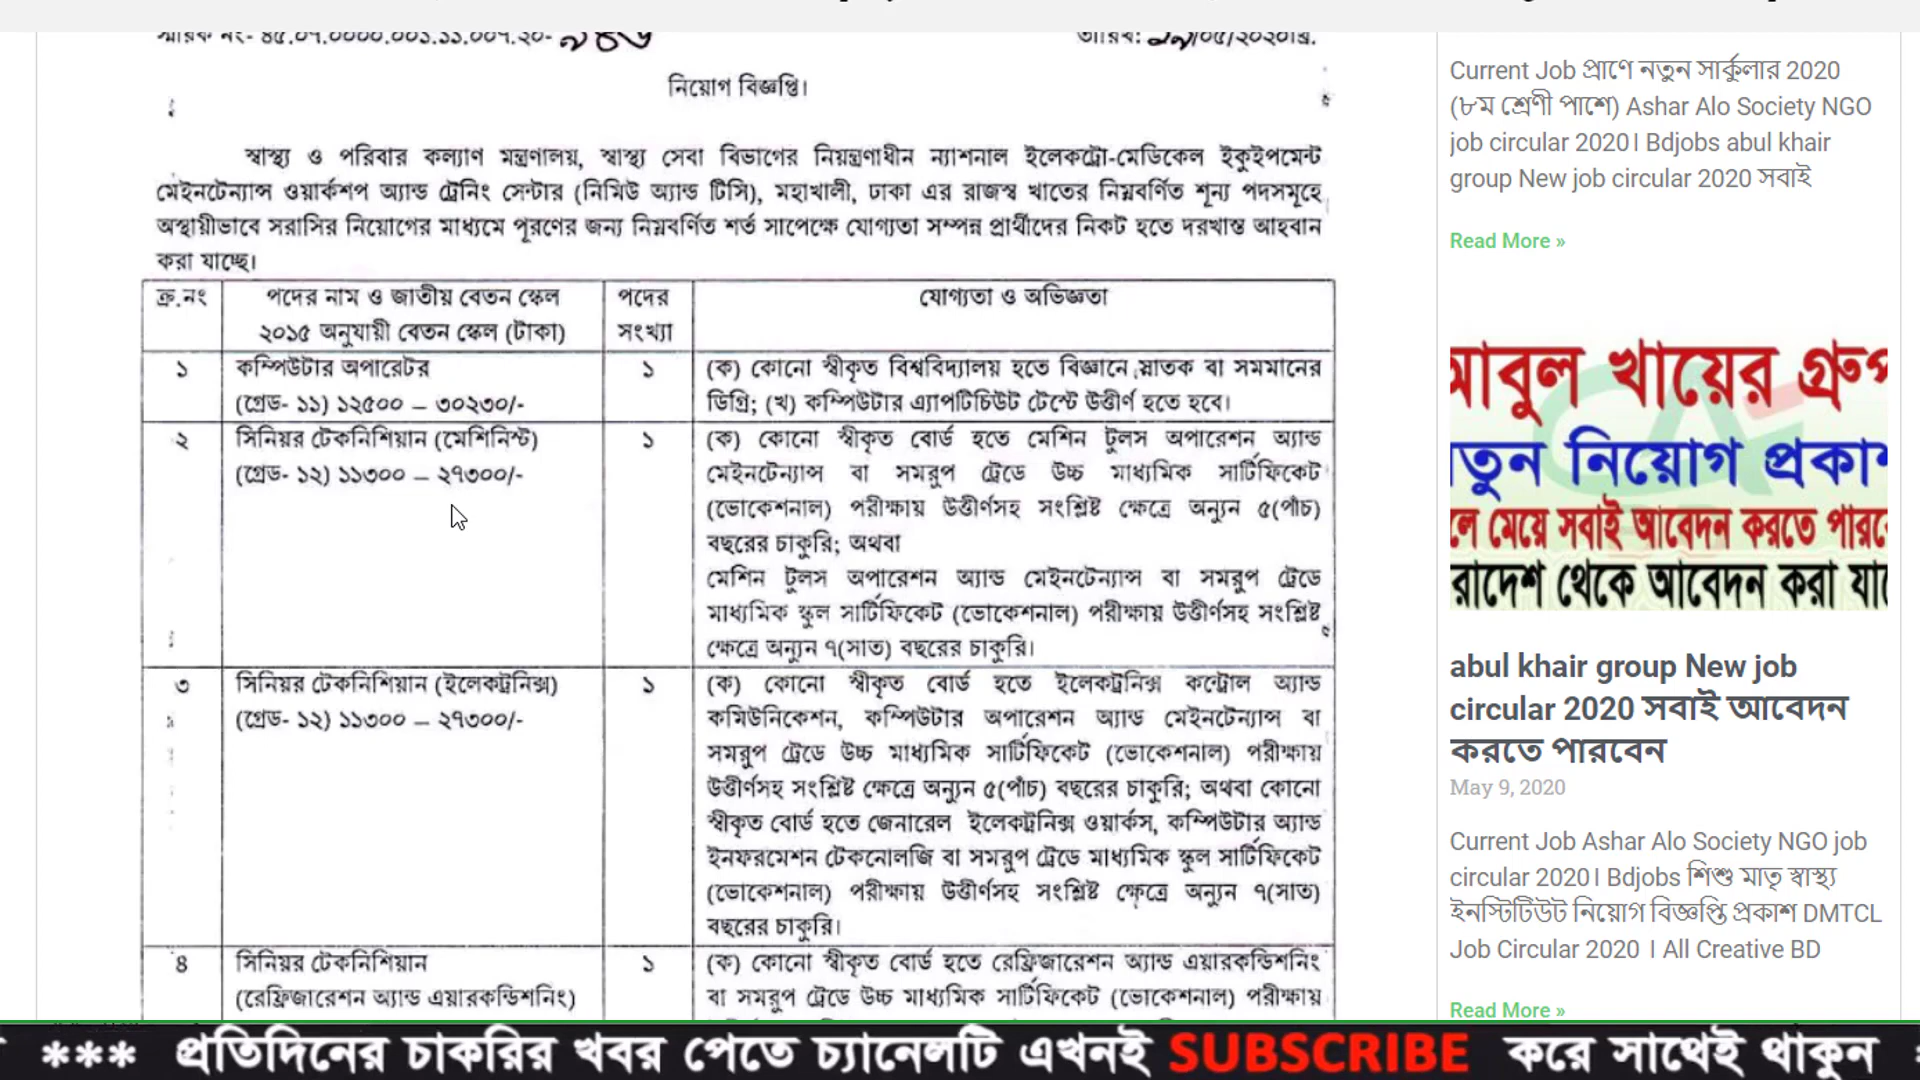 স্মারক নং- ৪৫.০৭.০০০০.০০১.১১.০০৭.২০-
তারিখ: /০৫/২০২০খ্রি.
নিয়োগ বিজ্ঞপ্তি।
স্বাস্থ্য ও পরিবার কল্যাণ মন্ত্রণালয়, স্বাস্থ্য সেবা বিভাগের নিয়ন্ত্রণাধীন ন্যাশনাল ইলেকট্রো-মেডিকেল ইকুইপমেন্ট
মেইনটেন্যান্স ওয়ার্কশপ অ্যান্ড ট্রেনিং সেন্টার (নিমিউ অ্যান্ড টিসি), মহাখালী, ঢাকা এর রাজস্ব খাতের নিম্নবর্ণিত শূন্য পদসমূহে
অস্থায়ীভাবে সরাসির নিয়োগের মাধ্যমে পূরণের জন্য নিম্নবর্ণিত শর্ত সাপেক্ষে যোগ্যতা সম্পন্ন প্রার্থীদের নিকট হতে দরখাস্ত আহবান
করা যাচ্ছে।
ক্র.নং
পদের নাম ও জাতীয় বেতন স্কেল
২০১৫ অনুযায়ী বেতন স্কেল (টাকা)
পদের
সংখ্যা
যোগ্যতা ও অভিজ্ঞতা
১
কম্পিউটার অপারেটর
(গ্রেড- ১১) ১২৫০০ – ৩০২৩০/-
১
(ক) কোনো স্বীকৃত বিশ্ববিদ্যালয় হতে বিজ্ঞানে স্নাতক বা সমমানের
ডিগ্রি; (খ) কম্পিউটার এ্যাপটিচিউট টেস্টে উত্তীর্ণ হতে হবে।
২
সিনিয়র টেকনিশিয়ান (মেশিনিস্ট)
(গ্রেড- ১২) ১১৩০০ – ২৭৩০০/-
১
(ক) কোনো স্বীকৃত বোর্ড হতে মেশিন টুলস অপারেশন অ্যান্ড
মেইনটেন্যান্স বা সমরুপ ট্রেডে উচ্চ মাধ্যমিক সার্টিফিকেট
(ভোকেশনাল) পরীক্ষায় উত্তীর্ণসহ সংশ্লিষ্ট ক্ষেত্রে অন্যুন ৫(পাঁচ)
বছরের চাকুরি; অথবা
মেশিন টুলস অপারেশন অ্যান্ড মেইনটেন্যান্স বা সমরুপ ট্রেডে
মাধ্যমিক স্কুল সার্টিফিকেট (ভোকেশনাল) পরীক্ষায় উত্তীর্ণসহ সংশ্লিষ্ট
ক্ষেত্রে অন্যুন ৭(সাত) বছরের চাকুরি।
৩
সিনিয়র টেকনিশিয়ান (ইলেকট্রনিক্স)
(গ্রেড- ১২) ১১৩০০ – ২৭৩০০/-
১
(ক) কোনো স্বীকৃত বোর্ড হতে ইলেকট্রনিক্স কন্ট্রোল অ্যান্ড
কমিউনিকেশন, কম্পিউটার অপারেশন অ্যান্ড মেইনটেন্যান্স বা
সমরুপ ট্রেডে উচ্চ মাধ্যমিক সার্টিফিকেট (ভোকেশনাল) পরীক্ষায়
উত্তীর্ণসহ সংশ্লিষ্ট ক্ষেত্রে অন্যুন ৫(পাঁচ) বছরের চাকুরি; অথবা কোনো
স্বীকৃত বোর্ড হতে জেনারেল ইলেকট্রনিক্স ওয়ার্কস, কম্পিউটার অ্যান্ড
ইনফরমেশন টেকনোলজি বা সমরুপ ট্রেডে মাধ্যমিক স্কুল সার্টিফিকেট
(ভোকেশনাল) পরীক্ষায় উত্তীর্ণসহ সংশ্লিষ্ট ক্ষেত্রে অন্যুন ৭(সাত)
বছরের চাকুরি।
৪
সিনিয়র টেকনিশিয়ান
(রেফ্রিজারেশন অ্যান্ড এয়ারকন্ডিশনিং)
১
(ক) কোনো স্বীকৃত বোর্ড হতে রেফ্রিজারেশন অ্যান্ড এয়ারকন্ডিশনিং
বা সমরুপ ট্রেডে উচ্চ মাধ্যমিক সার্টিফিকেট (ভোকেশনাল) পরীক্ষায়
Current Job প্রাণে নতুন সার্কুলার 2020
(৮ম শ্রেণী পাশে) Ashar Alo Society NGO
job circular 2020। Bdjobs abul khair
group New job circular 2020 সবাই
Read More »
আবুল খায়ের গ্রুপ
তুন নিয়োগ প্রকাশ
লে মেয়ে সবাই আবেদন করতে পারবে
রাদেশ থেকে আবেদন করা যা
abul khair group New job
circular 2020 সবাই আবেদন
করতে পারবেন
May 9, 2020
Current Job Ashar Alo Society NGO job
circular 2020। Bdjobs শিশু মাতৃ স্বাস্থ্য
ইনস্টিটিউট নিয়োগ বিজ্ঞপ্তি প্রকাশ DMTCL
Job Circular 2020 । All Creative BD
Read More »
*** প্রতিদিনের চাকরির খবর পেতে চ্যানেলটি এখনই SUBSCRIBE করে সাথেই থাকুন